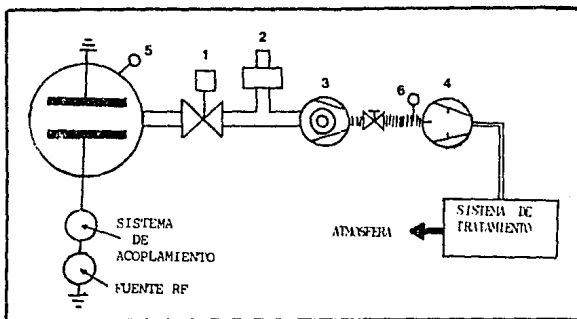 5
1
2
3
6
4
SISTEMA
DE
ACOPLAMIENTO
FUENTE RF
ATMOSFERA
SISTEMA DE
TRATAMIENTO